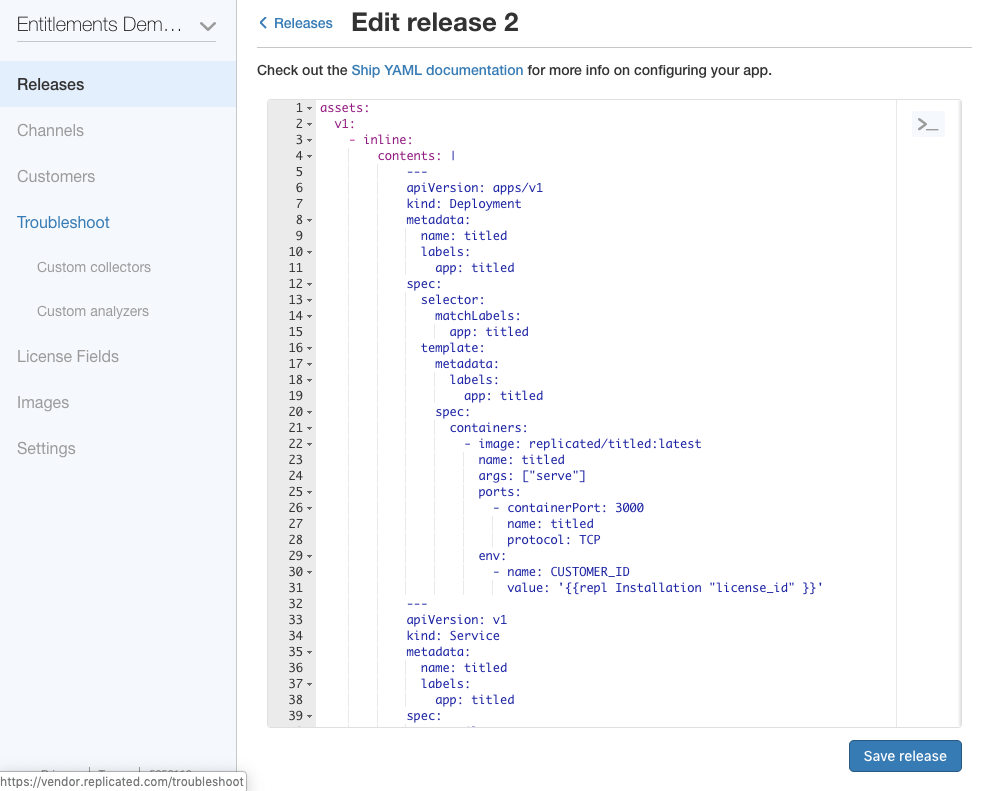 Entitlements Dem...
Releases
Channels
Customers
Troubleshoot
Custom collectors
Custom analyzers
License Fields
Images
Settings
https://vendor.replicated.com/troubleshoot
Releases Edit release 2
Check out the Ship YAML documentation for more info on configuring your app.
1 assets:
2   v1:
3     - inline:
4         contents: |
5             ---
6             apiVersion: apps/v1
7             kind: Deployment
8             metadata:
9               name: titled
10               labels:
11                 app: titled
12             spec:
13               selector:
14                 matchLabels:
15                   app: titled
16               template:
17                 metadata:
18                   labels:
19                     app: titled
20                 spec:
21                   containers:
22                     - image: replicated/titled:latest
23                       name: titled
24                       args: ["serve"]
25                       ports:
26                         - containerPort: 3000
27                           name: titled
28                           protocol: TCP
29                       env:
30                         - name: CUSTOMER_ID
31                           value: '{{repl Installation "license_id" }}'
32             ---
33             apiVersion: v1
34             kind: Service
35             metadata:
36               name: titled
37               labels:
38                 app: titled
39             spec:
>_
Save release